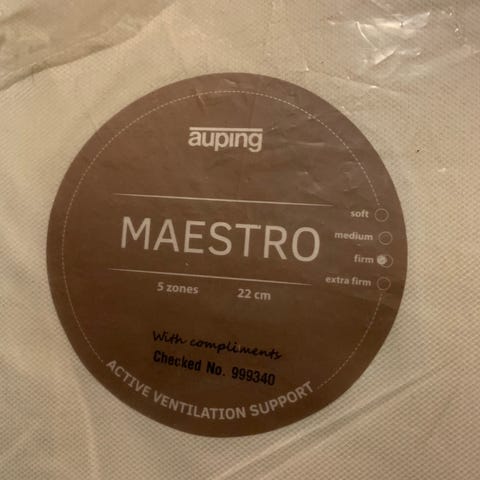 auping
MAESTRO
soft
medium
firm
extra firm
5 zones 22 cm
With compliments
Checked No. 999340
ACTIVE VENTILATION SUPPORT